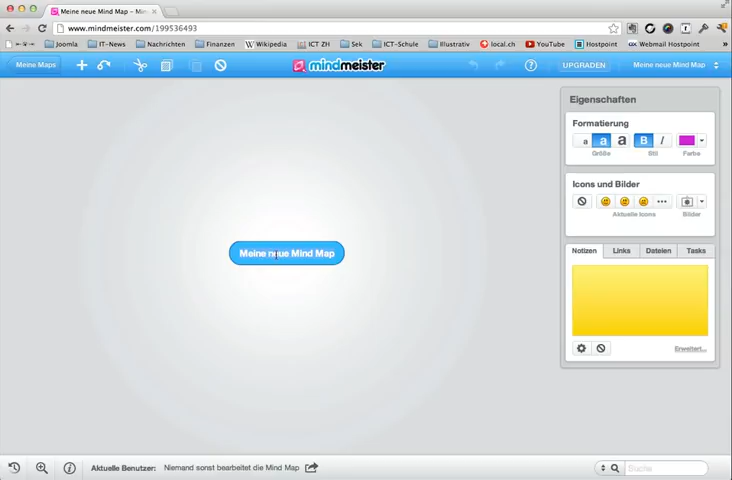 Meine neue Mind Map – Min
www.mindmeister.com/199536493
Joomla IT-News Nachrichten Finanzen Wikipedia ICT ZH Sek ICT-Schule Illustrativ local.ch YouTube Hostpoint Webmail Hostpoint
Meine Maps mindmeister UPGRADEN Meine neue Mind Map
Eigenschaften
Formatierung
a a a B I
Größe Stil Farbe
Icons und Bilder
Aktuelle Icons Bilder
Notizen Links Dateien Tasks
Meine neue Mind Map
Erweitert...
Aktuelle Benutzer: Niemand sonst bearbeitet die Mind Map Suche